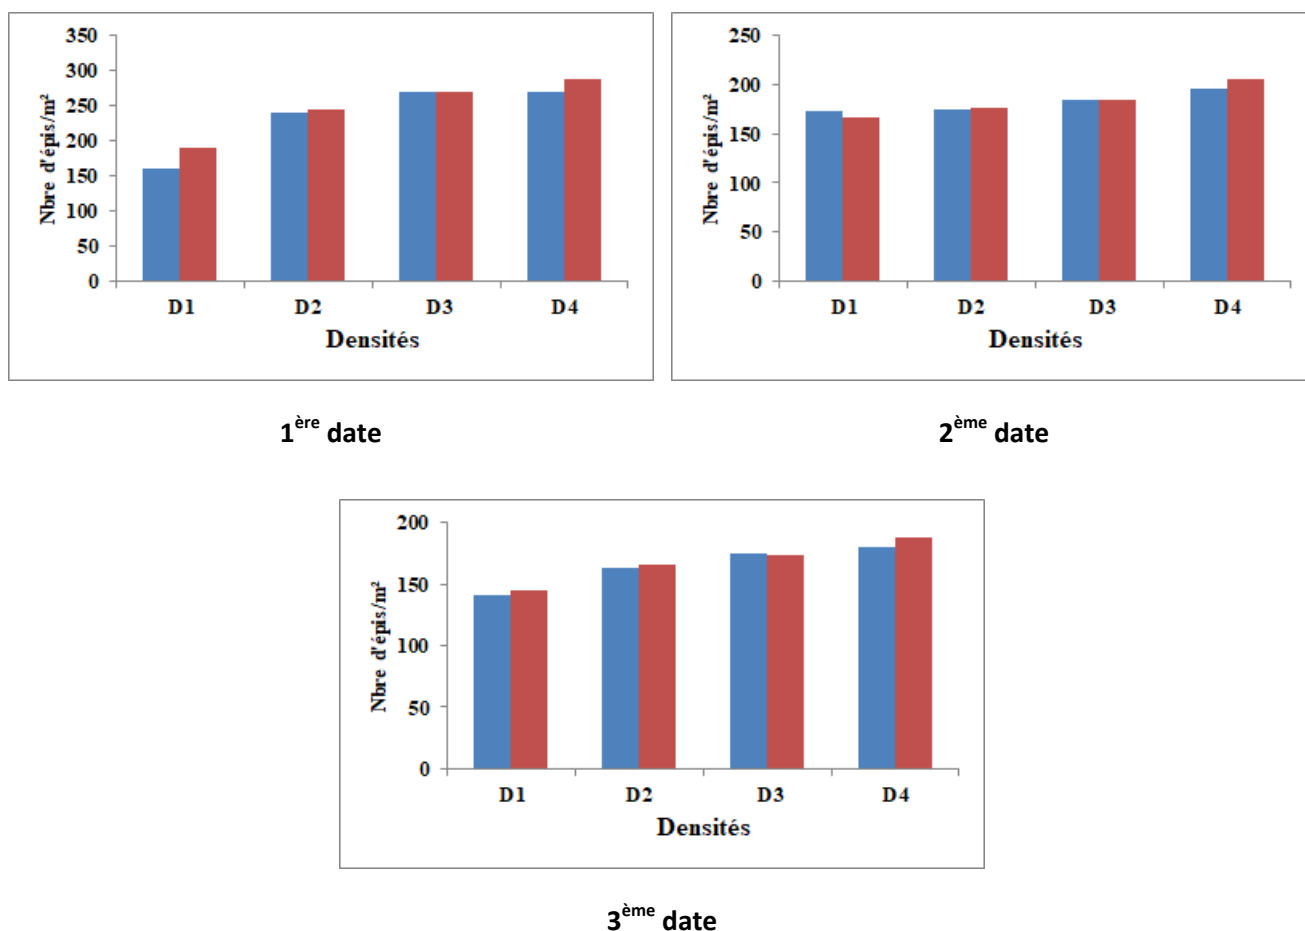 350
300
250
200
150
100
50
0
Nbre d'épis/m²
D1 D2 D3 D4
Densités
1ère date
250
200
150
100
50
0
Nbre d'épis/m²
D1 D2 D3 D4
Densités
2ème date
200
150
100
50
0
Nbre d'épis/m²
D1 D2 D3 D4
Densités
3ème date